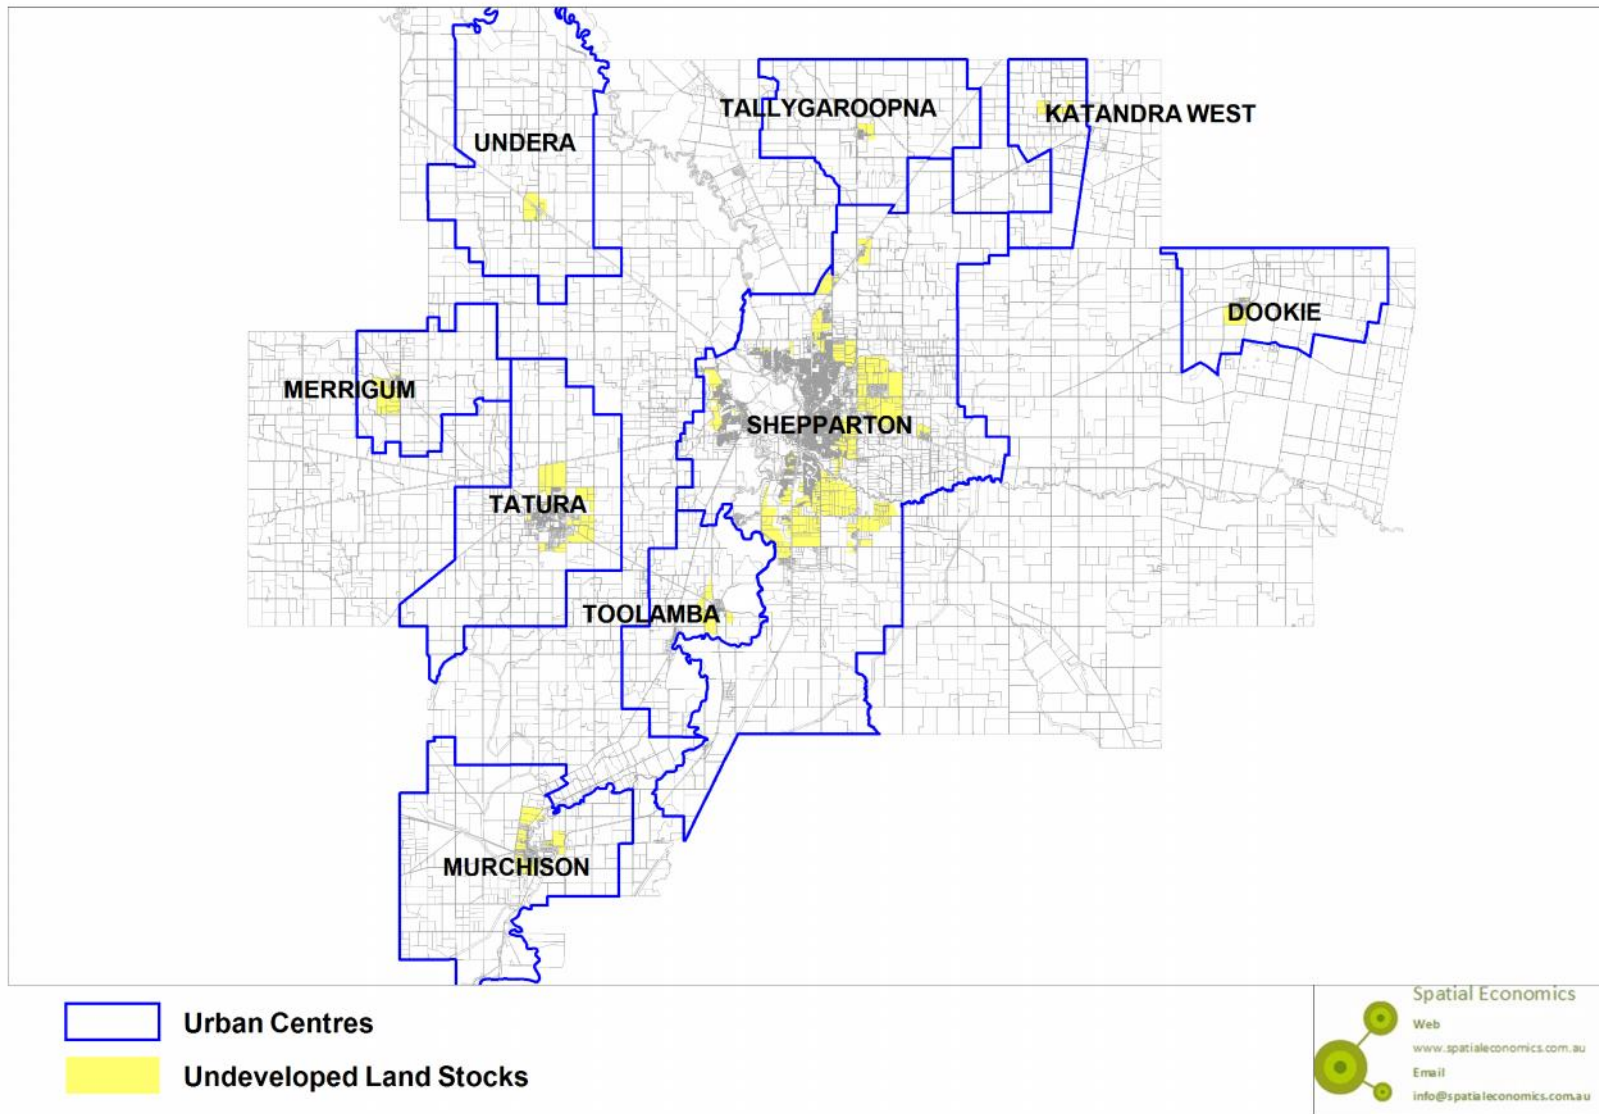 TALLYGAROOPNA
KATANDRA WEST
UNDERA
DOOKIE
MERRIGUM
SHEPPARTON
TATURA
TOOLAMBA
MURCHISON
Urban Centres
Undeveloped Land Stocks
Spatial Economics
Web
www.spatialeconomics.com.au
Email
info@spatialeconomics.com.au